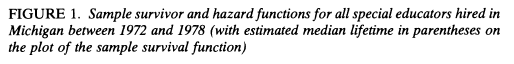 FIGURE 1. Sample survivor and hazard functions for all special educators hired in
Michigan between 1972 and 1978 (with estimated median lifetime in parentheses on
the plot of the sample survival function)